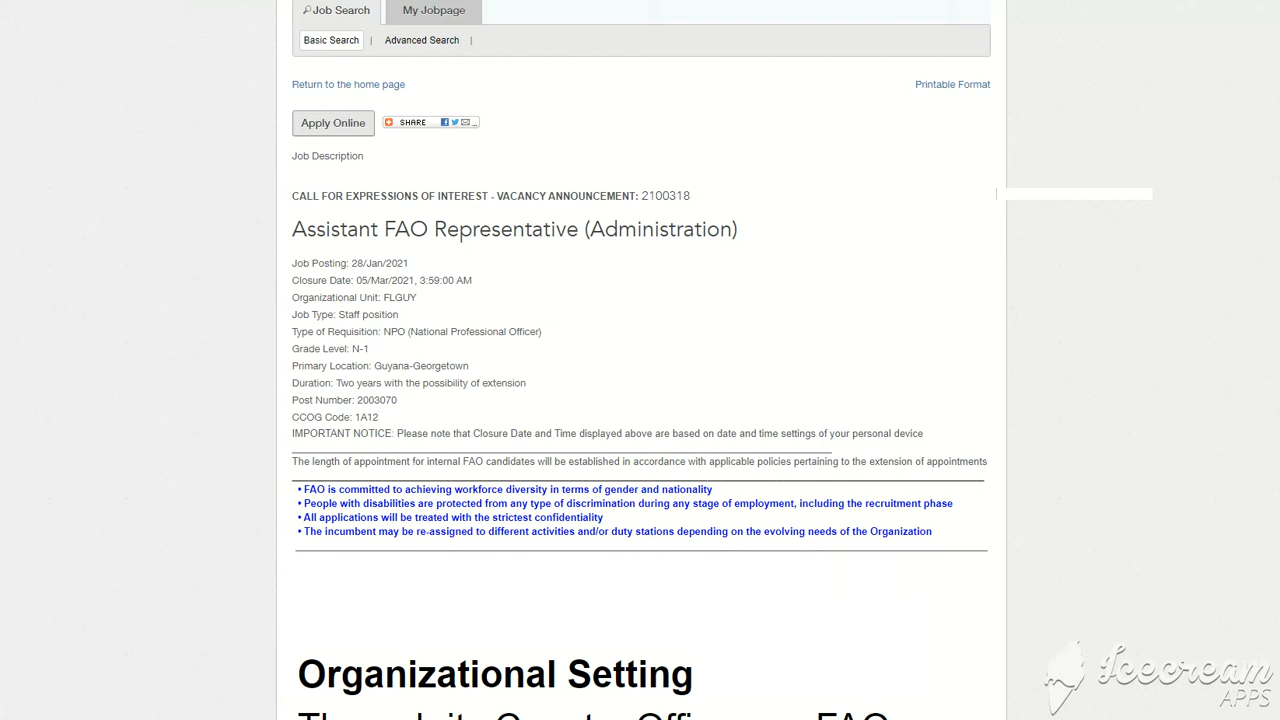 Job Search
My Jobpage
Basic Search | Advanced Search |
Return to the home page
Printable Format
Apply Online
SHARE
Job Description
CALL FOR EXPRESSIONS OF INTEREST - VACANCY ANNOUNCEMENT: 2100318
Assistant FAO Representative (Administration)
Job Posting: 28/Jan/2021
Closure Date: 05/Mar/2021, 3:59:00 AM
Organizational Unit: FLGUY
Job Type: Staff position
Type of Requisition: NPO (National Professional Officer)
Grade Level: N-1
Primary Location: Guyana-Georgetown
Duration: Two years with the possibility of extension
Post Number: 2003070
CCOG Code: 1A12
IMPORTANT NOTICE: Please note that Closure Date and Time displayed above are based on date and time settings of your personal device
The length of appointment for internal FAO candidates will be established in accordance with applicable policies pertaining to the extension of appointments
• FAO is committed to achieving workforce diversity in terms of gender and nationality
• People with disabilities are protected from any type of discrimination during any stage of employment, including the recruitment phase
• All applications will be treated with the strictest confidentiality
• The incumbent may be re-assigned to different activities and/or duty stations depending on the evolving needs of the Organization
Organizational Setting
Icecream
APPS